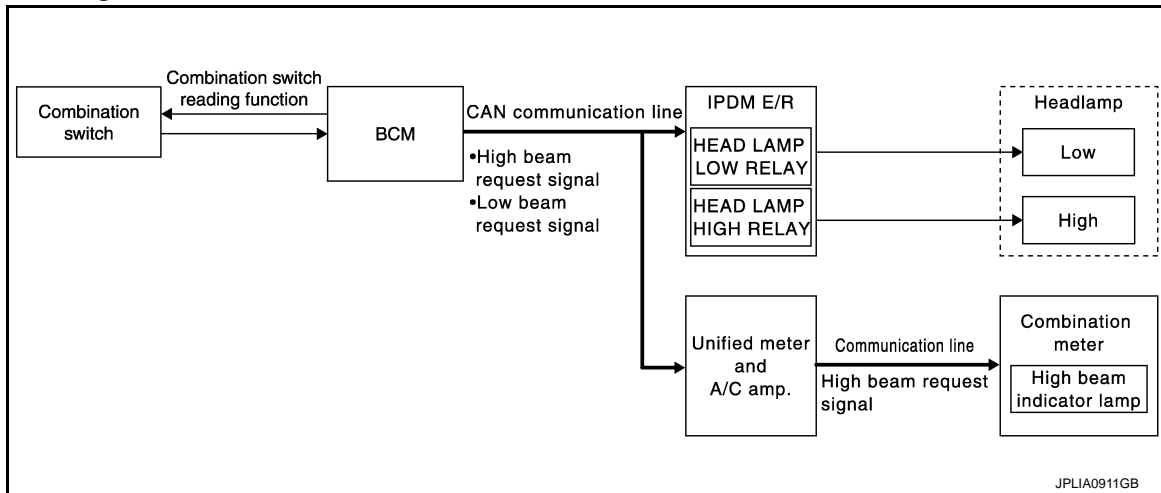 Combination switch
reading function
Combination
switch
BCM
CAN communication line
•High beam
request signal
•Low beam
request signal
IPDM E/R
HEAD LAMP
LOW RELAY
HEAD LAMP
HIGH RELAY
Headlamp
Low
High
Unified meter
and
A/C amp.
Communication line
High beam request
signal
Combination
meter
High beam
indicator lamp
JPLIA0911GB